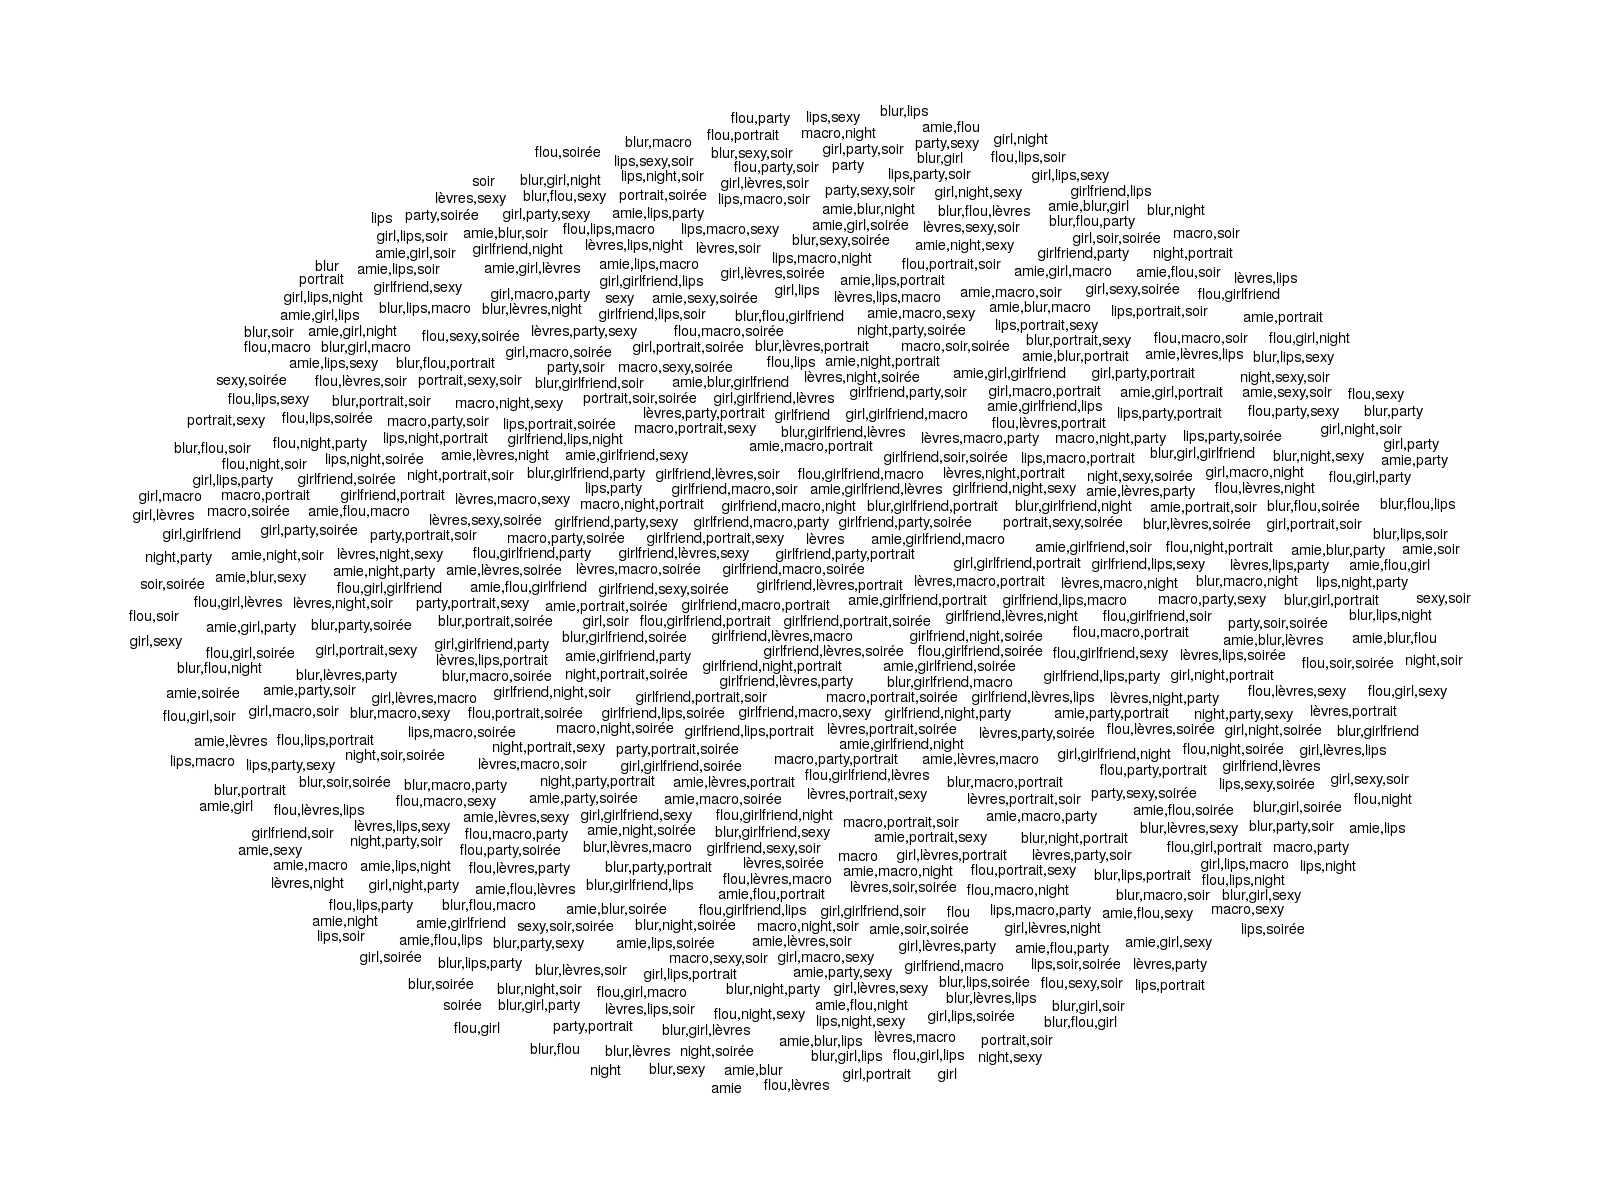 blur,lips
flou,party lips,sexy
amie,flou
flou,portrait macro,night
blur,macro party,sexy girl,night
flou,soirée blur,sexy,soir girl,party,soir
lips,sexy,soir blur,girl flou,lips,soir
flou,party,soir party
soir blur,girl,night lips,night,soir lips,party,soir girl,lips,sexy
girl,lèvres,soir
lèvres,sexy blur,flou,sexy portrait,soirée party,sexy,soir girl,night,sexy girlfriend,lips
lips,macro,soir
lips party,soirée girl,party,sexy amie,lips,party amie,blur,night blur,flou,lèvres amie,blur,girl blur,night
blur,flou,party
girl,lips,soir amie,blur,soir flou,lips,macro lips,macro,sexy amie,girl,soirée lèvres,sexy,soir
blur,sexy,soirée girl,soir,soirée macro,soir
amie,girl,soir girlfriend,night lèvres,lips,night lèvres,soir amie,night,sexy girlfriend,party night,portrait
blur amie,lips,soir amie,girl,lèvres amie,lips,macro lips,macro,night flou,portrait,soir
portrait girl,girlfriend,lips girl,lèvres,soirée amie,lips,portrait amie,girl,macro amie,flou,soir lèvres,lips
girl,lips,night girlfriend,sexy girl,macro,party sexy amie,sexy,soirée girl,lips lèvres,lips,macro amie,macro,soir girl,sexy,soirée flou,girlfriend
amie,girl,lips blur,lips,macro blur,lèvres,night girlfriend,lips,soir blur,flou,girlfriend amie,macro,sexy amie,blur,macro lips,portrait,soir amie,portrait
blur,soir amie,girl,night flou,sexy,soirée lèvres,party,sexy flou,macro,soirée night,party,soirée lips,portrait,sexy
flou,macro blur,girl,macro girl,macro,soirée girl,portrait,soirée blur,lèvres,portrait macro,soir,soirée blur,portrait,sexy flou,macro,soir flou,girl,night
amie,lips,sexy blur,flou,portrait party,soir macro,sexy,soirée flou,lips amie,night,portrait amie,blur,portrait amie,lèvres,lips blur,lips,sexy
sexy,soirée flou,lèvres,soir portrait,sexy,soir blur,girlfriend,soir amie,blur,girlfriend lèvres,night,soirée amie,girl,girlfriend girl,party,portrait night,sexy,soir
flou,lips,sexy blur,portrait,soir macro,night,sexy portrait,soir,soirée girl,girlfriend,lèvres girlfriend,party,soir girl,macro,portrait amie,girl,portrait amie,sexy,soir flou,sexy
portrait,sexy flou,lips,soirée macro,party,soir lips,portrait,soirée lèvres,party,portrait girlfriend girl,girlfriend,macro amie,girlfriend,lips lips,party,portrait flou,party,sexy blur,party
macro,portrait,sexy blur,girlfriend,lèvres flou,lèvres,portrait girl,night,soir
blur,flou,soir flou,night,party lips,night,portrait girlfriend,lips,night amie,macro,portrait lèvres,macro,party macro,night,party lips,party,soirée girl,party
flou,night,soir lips,night,soirée amie,lèvres,night amie,girlfriend,sexy girlfriend,soir,soirée lips,macro,portrait blur,girl,girlfriend blur,night,sexy amie,party
girl,lips,party girlfriend,soirée night,portrait,soir blur,girlfriend,party girlfriend,lèvres,soir flou,girlfriend,macro lèvres,night,portrait night,sexy,soirée girl,macro,night flou,girl,party
girl,macro macro,portrait girlfriend,portrait lèvres,macro,sexy lips,party girlfriend,macro,soir amie,girlfriend,lèvres girlfriend,night,sexy amie,lèvres,party flou,lèvres,night
girl,lèvres macro,soirée amie,flou,macro macro,night,portrait girlfriend,macro,night blur,girlfriend,portrait blur,girlfriend,night amie,portrait,soir blur,flou,soirée blur,flou,lips
girl,girlfriend girl,party,soirée party,portrait,soir lèvres,sexy,soirée girlfriend,party,sexy girlfriend,macro,party girlfriend,party,soirée portrait,sexy,soirée blur,lèvres,soirée girl,portrait,soir blur,lips,soir
macro,party,soirée girlfriend,portrait,sexy lèvres amie,girlfriend,macro
night,party amie,night,soir lèvres,night,sexy flou,girlfriend,party girlfriend,lèvres,sexy girlfriend,party,portrait amie,girlfriend,soir flou,night,portrait amie,blur,party amie,soir
soir,soirée amie,blur,sexy amie,night,party amie,lèvres,soirée lèvres,macro,soirée girlfriend,macro,soirée girl,girlfriend,portrait girlfriend,lips,sexy lèvres,lips,party amie,flou,girl
flou,girl,girlfriend amie,flou,girlfriend girlfriend,sexy,soirée girlfriend,lèvres,portrait lèvres,macro,portrait lèvres,macro,night blur,macro,night lips,night,party
flou,soir flou,girl,lèvres lèvres,night,soir party,portrait,sexy amie,portrait,soirée girlfriend,macro,portrait amie,girlfriend,portrait girlfriend,lips,macro macro,party,sexy blur,girl,portrait sexy,soir
amie,girl,party blur,party,soirée blur,portrait,soirée girl,soir flou,girlfriend,portrait girlfriend,portrait,soirée girlfriend,lèvres,night flou,girlfriend,soir party,soir,soirée blur,lips,night
girl,sexy flou,girl,soirée girl,portrait,sexy girl,girlfriend,party blur,girlfriend,soirée girlfriend,lèvres,macro girlfriend,night,soirée flou,macro,portrait amie,blur,lèvres amie,blur,flou
blur,flou,night lèvres,lips,portrait amie,girlfriend,party girlfriend,lèvres,soirée flou,girlfriend,soirée flou,girlfriend,sexy lèvres,lips,soirée flou,soir,soirée night,soir
blur,lèvres,party blur,macro,soirée night,portrait,soirée girlfriend,night,portrait amie,girlfriend,soirée girlfriend,lips,party girl,night,portrait
amie,soirée amie,party,soir girl,lèvres,macro girlfriend,night,soir girlfriend,lèvres,party blur,girlfriend,macro flou,lèvres,sexy flou,girl,sexy
girlfriend,portrait,soir macro,portrait,soirée girlfriend,lèvres,lips lèvres,night,party
flou,girl,soir girl,macro,soir blur,macro,sexy flou,portrait,soirée girlfriend,lips,soirée girlfriend,macro,sexy girlfriend,night,party amie,party,portrait night,party,sexy lèvres,portrait
amie,lèvres flou,lips,portrait lips,macro,soirée macro,night,soirée girlfriend,lips,portrait lèvres,portrait,soirée lèvres,party,soirée flou,lèvres,soirée girl,night,soirée blur,girlfriend
lips,macro lips,party,sexy night,soir,soirée night,portrait,sexy party,portrait,soirée amie,girlfriend,night girl,girlfriend,night flou,night,soirée girl,lèvres,lips
lèvres,macro,soir girl,girlfriend,soirée macro,party,portrait amie,lèvres,macro flou,party,portrait girlfriend,lèvres
blur,portrait blur,soir,soirée blur,macro,party night,party,portrait amie,lèvres,portrait flou,girlfriend,lèvres blur,macro,portrait lips,sexy,soirée girl,sexy,soir
amie,girl flou,lèvres,lips flou,macro,sexy amie,party,soirée amie,macro,soirée lèvres,portrait,sexy lèvres,portrait,soir party,sexy,soirée flou,night
amie,lèvres,sexy girl,girlfriend,sexy flou,girlfriend,night macro,portrait,soir amie,macro,party amie,flou,soirée blur,girl,soirée
girlfriend,soir lèvres,lips,sexy flou,macro,party amie,night,soirée blur,girlfriend,sexy amie,portrait,sexy blur,night,portrait blur,lèvres,sexy blur,party,soir amie,lips
amie,sexy night,party,soir flou,party,soirée blur,lèvres,macro girlfriend,sexy,soir macro girl,lèvres,portrait lèvres,party,soir flou,girl,portrait macro,party
amie,macro amie,lips,night flou,lèvres,party blur,party,portrait lèvres,soirée amie,macro,night flou,portrait,sexy blur,lips,portrait girl,lips,macro lips,night
lèvres,night girl,night,party amie,flou,lèvres blur,girlfriend,lips flou,lèvres,macro lèvres,soir,soirée flou,macro,night flou,lips,night
amie,flou,portrait blur,macro,soir blur,girl,sexy
flou,lips,party blur,flou,macro amie,blur,soirée flou,girlfriend,lips girl,girlfriend,soir flou lips,macro,party amie,flou,sexy macro,sexy
amie,night amie,girlfriend sexy,soir,soirée blur,night,soirée macro,night,soir amie,soir,soirée girl,lèvres,night lips,soirée
lips,soir amie,flou,lips blur,party,sexy amie,lips,soirée amie,lèvres,soir girl,lèvres,party amie,flou,party amie,girl,sexy
girl,soirée blur,lips,party blur,lèvres,soir macro,sexy,soir girl,macro,sexy girlfriend,macro lips,soir,soirée lèvres,party
girl,lips,portrait amie,party,sexy
blur,soirée blur,night,soir flou,girl,macro blur,night,party girl,lèvres,sexy blur,lips,soirée flou,sexy,soir lips,portrait
soirée blur,girl,party lèvres,lips,soir amie,flou,night blur,lèvres,lips blur,girl,soir
flou,night,sexy girl,lips,soirée
flou,girl party,portrait blur,girl,lèvres lips,night,sexy blur,flou,girl
amie,blur,lips lèvres,macro portrait,soir
blur,flou blur,lèvres night,soirée blur,girl,lips flou,girl,lips night,sexy
night blur,sexy amie,blur girl,portrait girl
amie flou,lèvres